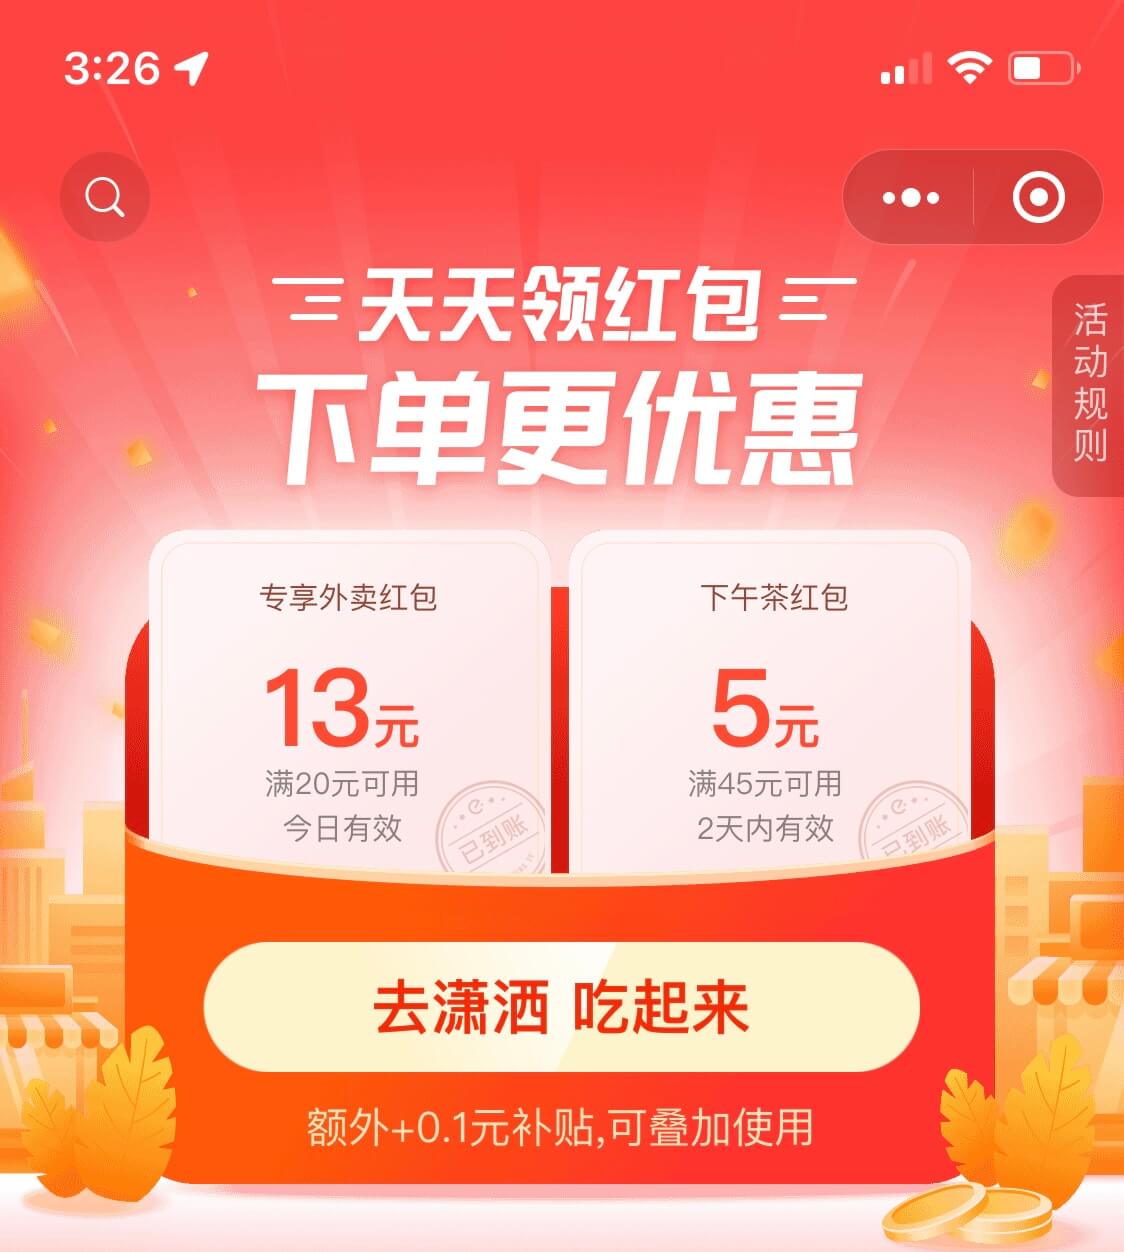 3:26
天天领红包
下单更优惠
活动规则
专享外卖红包
13元
满20元可用
今日有效
已到账
下午茶红包
5元
满45元可用
2天内有效
已到账
去潇洒 吃起来
额外+0.1元补贴,可叠加使用